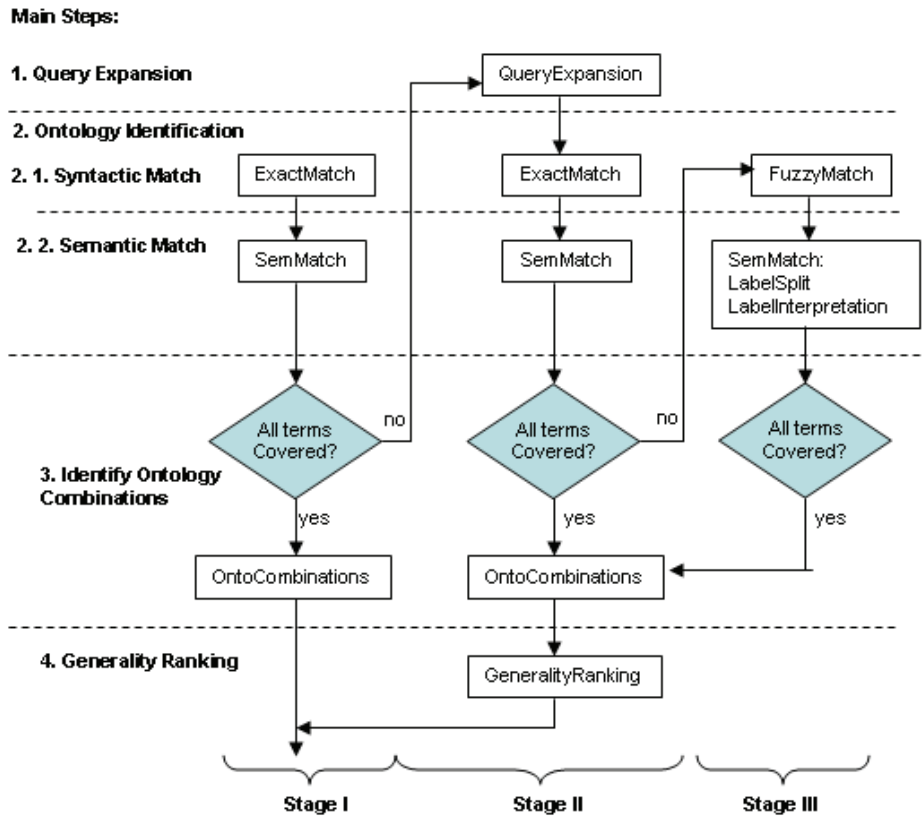 Main Steps:
1. Query Expansion
QueryExpansion
2. Ontology Identification
2. 1. Syntactic Match
ExactMatch
ExactMatch
FuzzyMatch
2. 2. Semantic Match
SemMatch
SemMatch
SemMatch:
LabelSplit
LabelInterpretation
no
no
All terms
Covered?
All terms
Covered?
All terms
Covered?
3. Identify Ontology
Combinations
yes
yes
yes
OntoCombinations
OntoCombinations
4. Generality Ranking
GeneralityRanking
Stage I
Stage II
Stage III